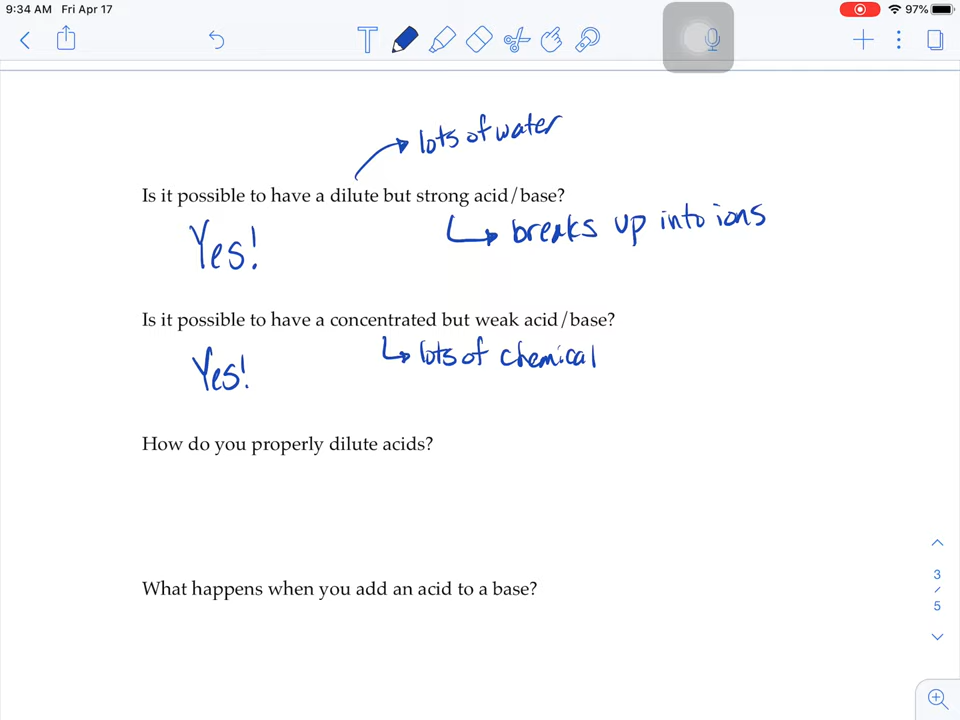 9:34 AM Fri Apr 17 97%
T
lots of water
Is it possible to have a dilute but strong acid/base?
breaks up into ions
Yes!
Is it possible to have a concentrated but weak acid/base?
lots of chemical
Yes!
How do you properly dilute acids?
3
/
5
What happens when you add an acid to a base?